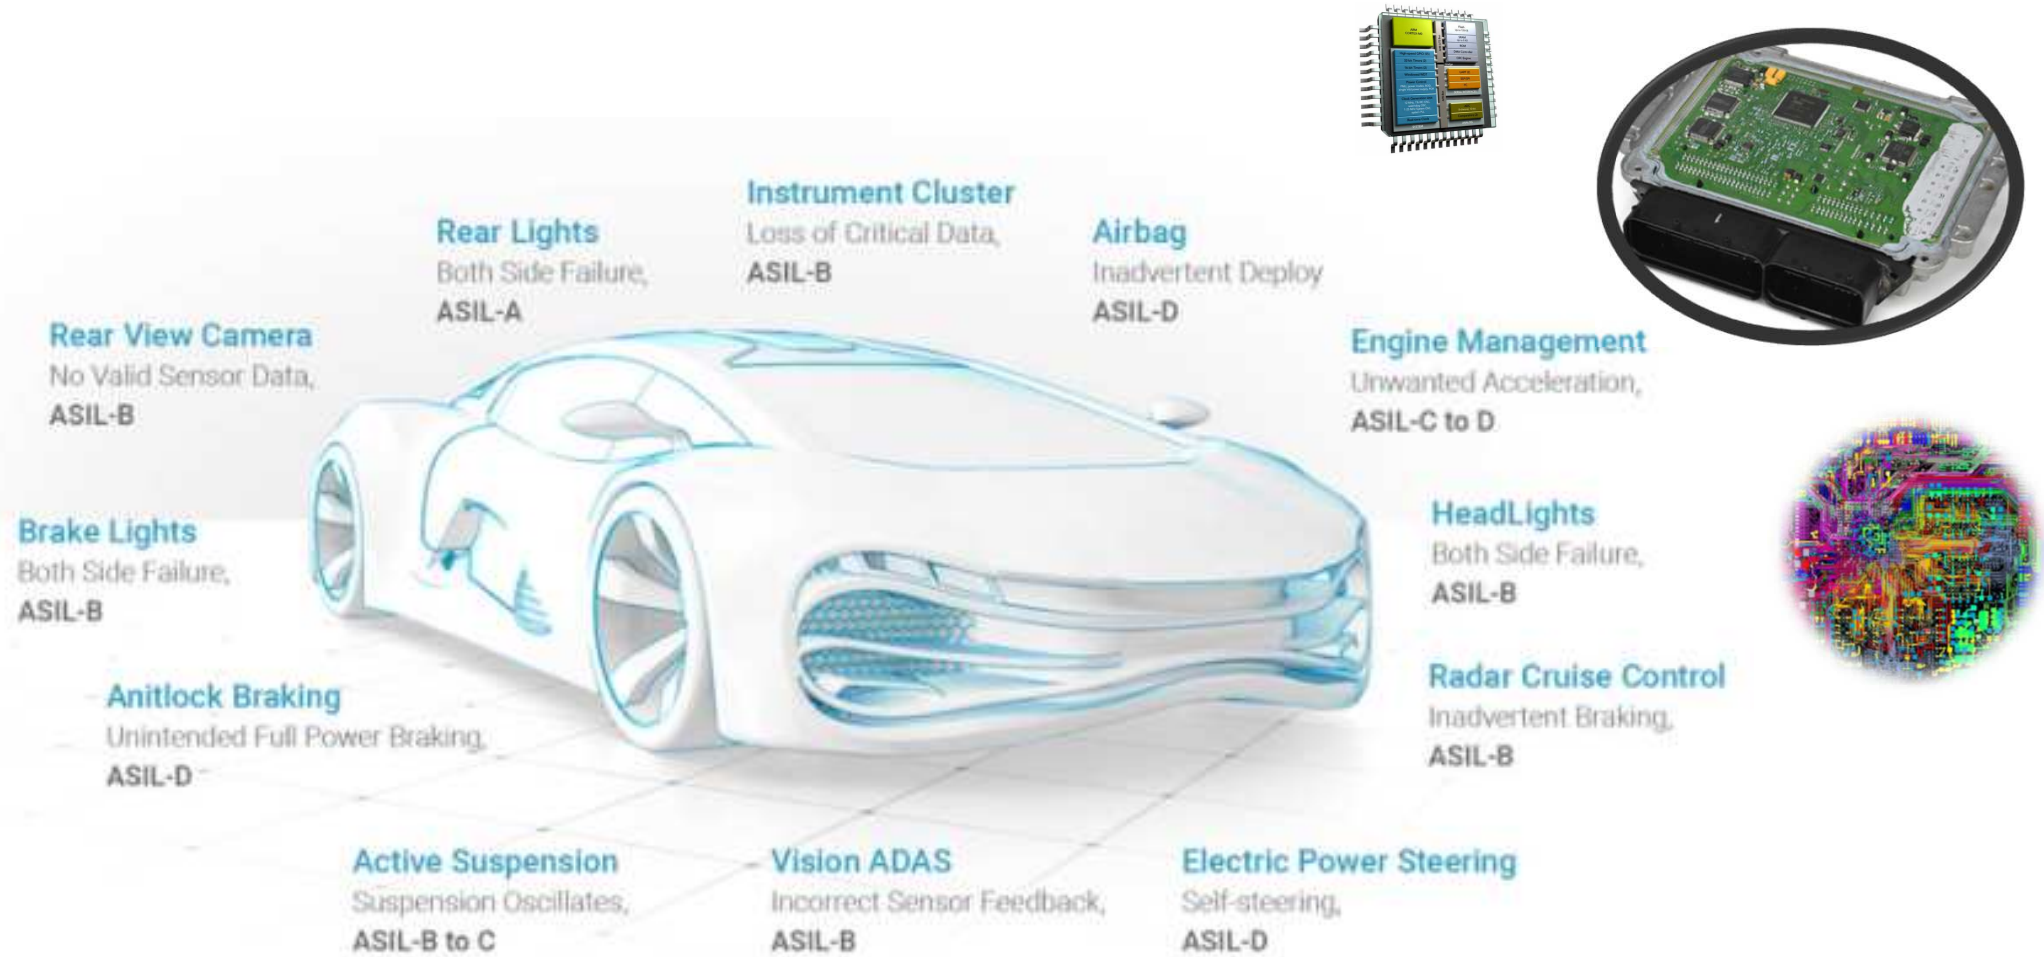 Instrument Cluster
Loss of Critical Data,
ASIL-B
Rear Lights
Both Side Failure,
ASIL-A
Airbag
Inadvertent Deploy
ASIL-D
Rear View Camera
No Valid Sensor Data,
ASIL-B
Engine Management
Unwanted Acceleration,
ASIL-C to D
Brake Lights
Both Side Failure,
ASIL-B
HeadLights
Both Side Failure,
ASIL-B
Anitlock Braking
Unintended Full Power Braking,
ASIL-D
Radar Cruise Control
Inadvertent Braking,
ASIL-B
Active Suspension
Suspension Oscillates,
ASIL-B to C
Vision ADAS
Incorrect Sensor Feedback,
ASIL-B
Electric Power Steering
Self-steering,
ASIL-D